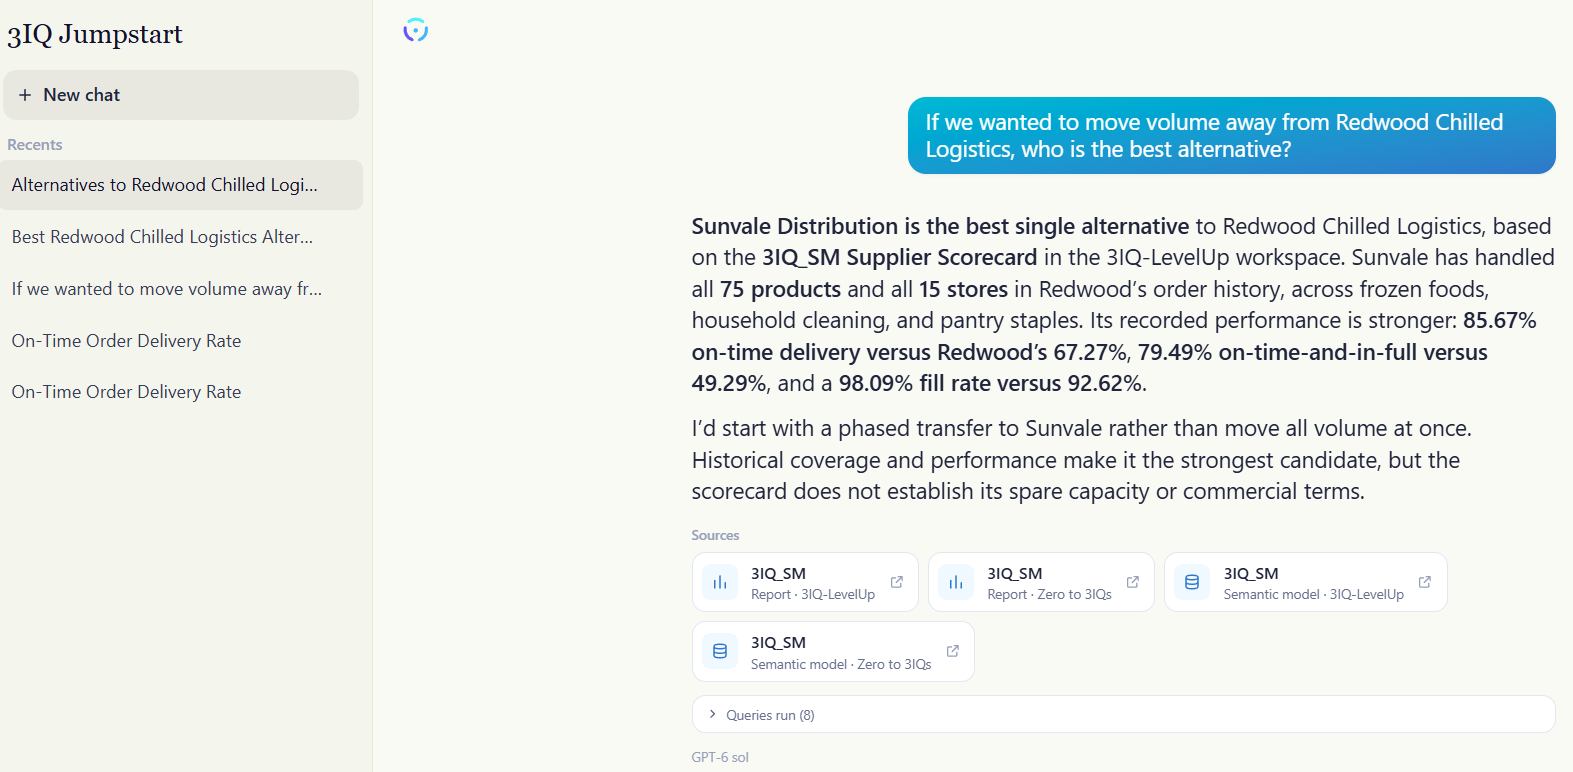 3IQ Jumpstart
+ New chat
Recents
Alternatives to Redwood Chilled Logi...
Best Redwood Chilled Logistics Alter...
If we wanted to move volume away fr...
On-Time Order Delivery Rate
On-Time Order Delivery Rate
If we wanted to move volume away from Redwood Chilled
Logistics, who is the best alternative?
Sunvale Distribution is the best single alternative to Redwood Chilled Logistics, based
on the 3IQ_SM Supplier Scorecard in the 3IQ-LevelUp workspace. Sunvale has handled
all 75 products and all 15 stores in Redwood’s order history, across frozen foods,
household cleaning, and pantry staples. Its recorded performance is stronger: 85.67%
on-time delivery versus Redwood’s 67.27%, 79.49% on-time-and-in-full versus
49.29%, and a 98.09% fill rate versus 92.62%.
I’d start with a phased transfer to Sunvale rather than move all volume at once.
Historical coverage and performance make it the strongest candidate, but the
scorecard does not establish its spare capacity or commercial terms.
Sources
3IQ_SM
Report · 3IQ-LevelUp
3IQ_SM
Report · Zero to 3IQs
3IQ_SM
Semantic model · 3IQ-LevelUp
3IQ_SM
Semantic model · Zero to 3IQs
Queries run (8)
GPT-6 sol